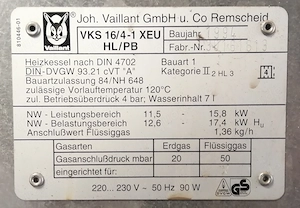 Joh. Vaillant GmbH u. Co Remscheid
VKS 16/4-1 XEU
HL/PB
Baujahr
Fabr.-Nr.
Vaillant
810446-01
Heizkessel nach DIN 4702
Bauart 1
DIN-DVGW 93.21 cVT "A"
Kategorie II 2 HL 3
Bauartzulassung 84/NH 648
4
zulässige Vorlauftemperatur 120°C
zul. Betriebsüberdruck 4 bar; Wasserinhalt 7 l
NW - Leistungsbereich 11,5 - 15,8 kW
NW - Belastungsbereich 12,6 - 17,4 kW Hu
Anschlußwert Flüssiggas 1,36 kg/h
Gasarten Erdgas Flüssiggas
Gasanschlußdruck mbar 20 50
220... 230 V ~ 50 Hz 90 W
GS